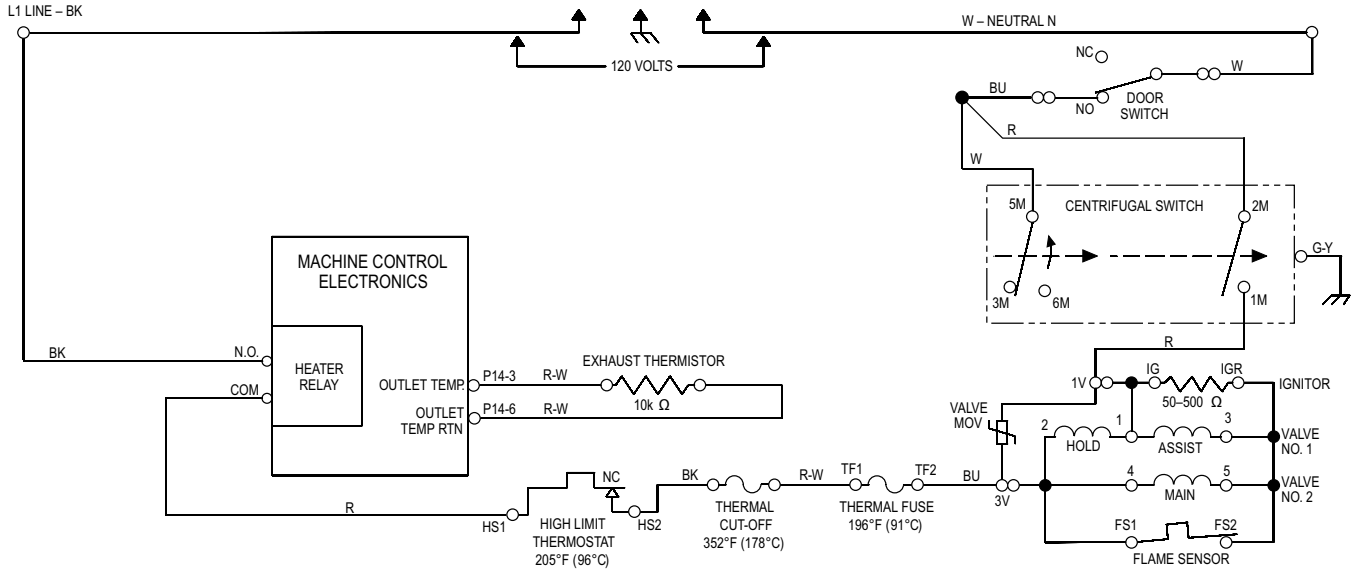 L1 LINE – BK
W – NEUTRAL N
120 VOLTS
NC
W
BU
NO
DOOR
SWITCH
R
W
5M
CENTRIFUGAL SWITCH
2M
G-Y
3M
6M
1M
R
MACHINE CONTROL
ELECTRONICS
BK
N.O.
HEATER
RELAY
COM
OUTLET TEMP.
P14-3
R-W
EXHAUST THERMISTOR
10k Ω
OUTLET
TEMP RTN
P14-6
R-W
1V
IG
IGR
IGNITOR
50–500 Ω
VALVE
MOV
2
1
3
HOLD
ASSIST
VALVE
NO. 1
4
5
MAIN
VALVE
NO. 2
FS1
FS2
FLAME SENSOR
R
HS1
NC
HS2
HIGH LIMIT
THERMOSTAT
205°F (96°C)
BK
THERMAL
CUT-OFF
352°F (178°C)
R-W
TF1
TF2
THERMAL FUSE
196°F (91°C)
BU
3V